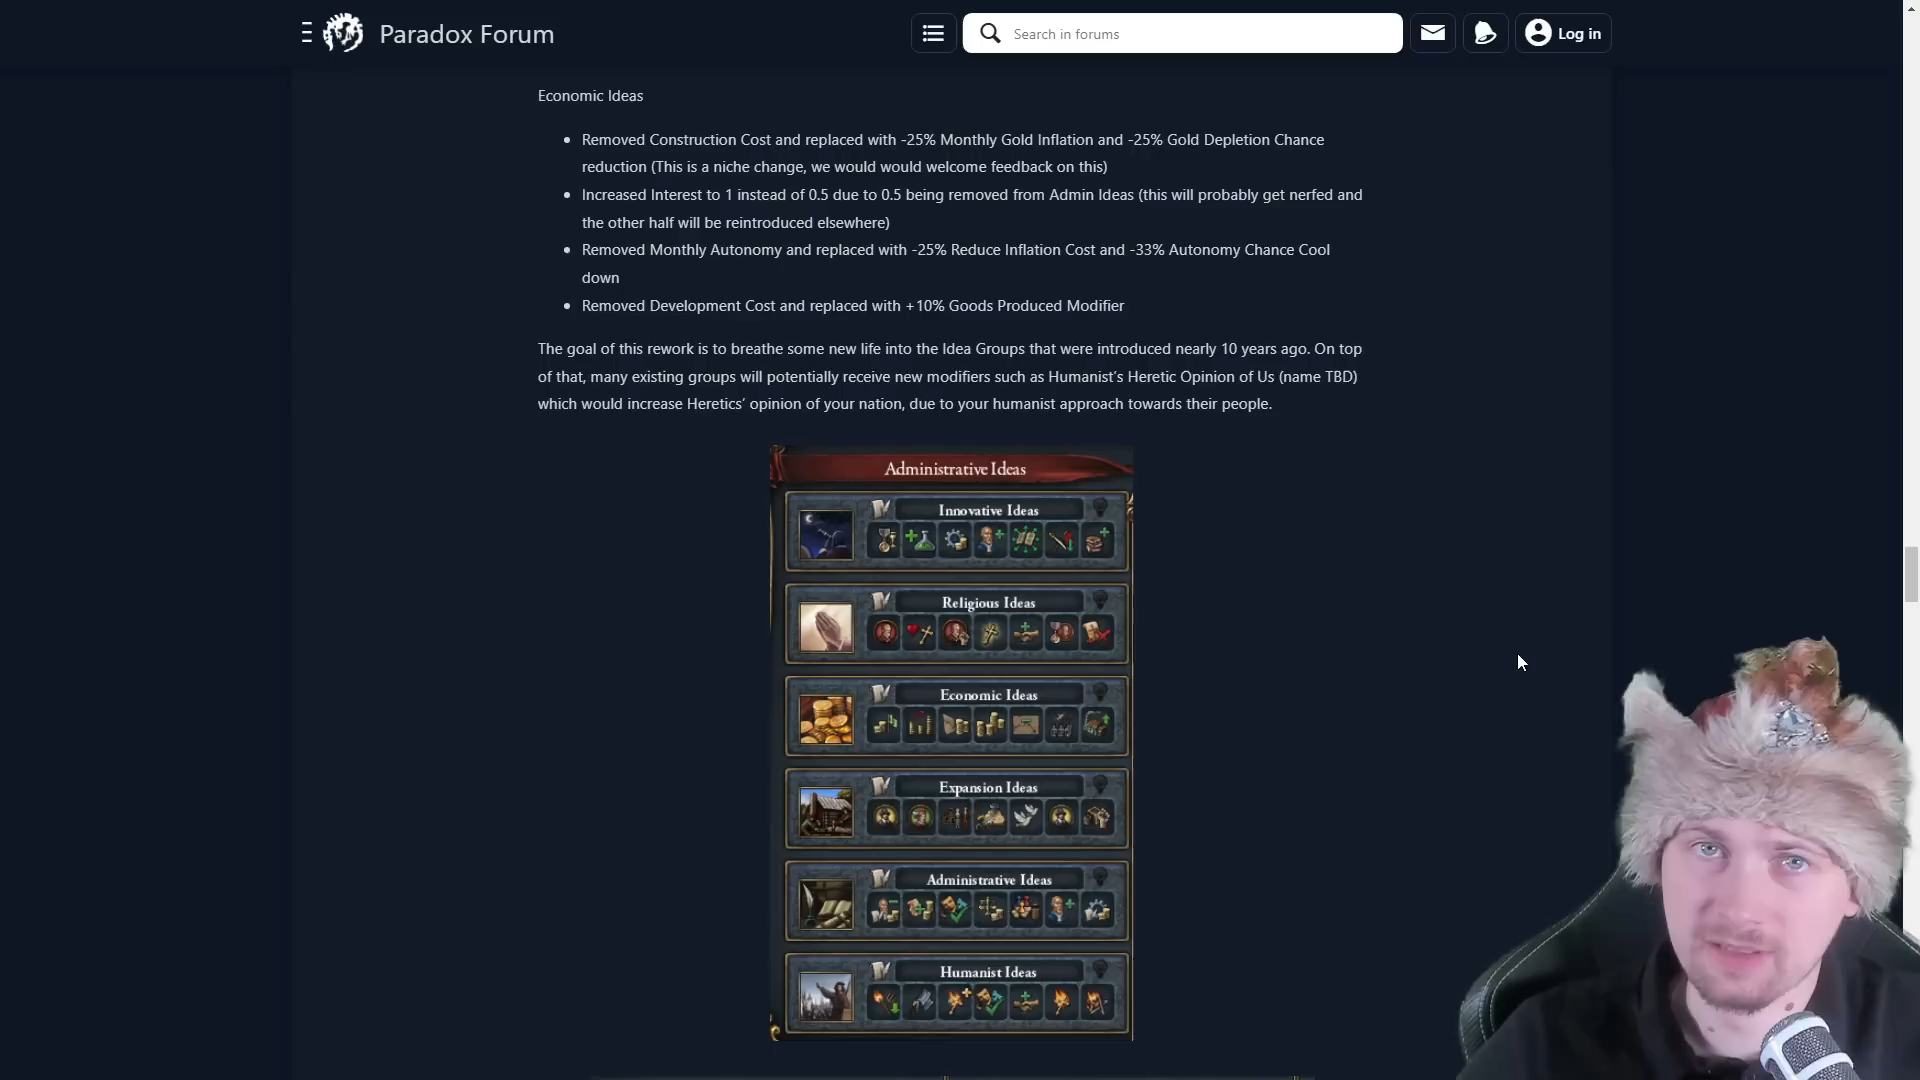 Paradox Forum
Search in forums
Log in
Economic Ideas
Removed Construction Cost and replaced with -25% Monthly Gold Inflation and -25% Gold Depletion Chance
reduction (This is a niche change, we would would welcome feedback on this)
Increased Interest to 1 instead of 0.5 due to 0.5 being removed from Admin Ideas (this will probably get nerfed and
the other half will be reintroduced elsewhere)
Removed Monthly Autonomy and replaced with -25% Reduce Inflation Cost and -33% Autonomy Chance Cool
down
Removed Development Cost and replaced with +10% Goods Produced Modifier
The goal of this rework is to breathe some new life into the Idea Groups that were introduced nearly 10 years ago. On top
of that, many existing groups will potentially receive new modifiers such as Humanist’s Heretic Opinion of Us (name TBD)
which would increase Heretics’ opinion of your nation, due to your humanist approach towards their people.
Administrative Ideas
Innovative Ideas
Religious Ideas
Economic Ideas
Expansion Ideas
Administrative Ideas
Humanist Ideas